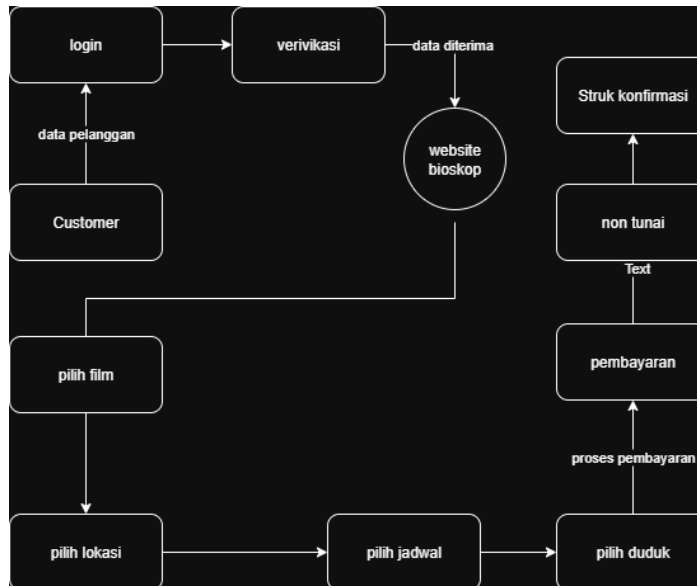 login
verivikasi
data diterima
Struk konfirmasi
data pelanggan
website
bioskop
Customer
non tunai
Text
pilih film
pembayaran
proses pembayaran
pilih lokasi
pilih jadwal
pilih duduk